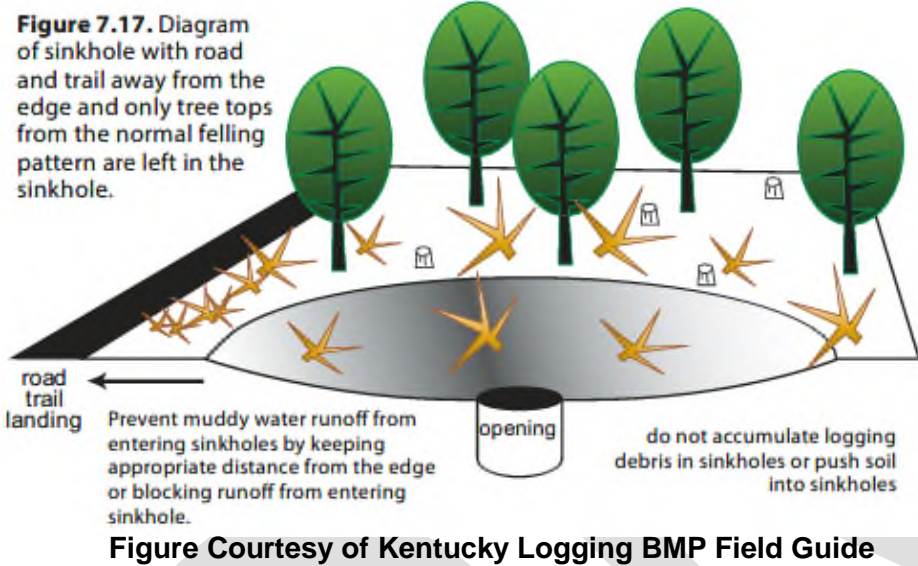 Figure 7.17. Diagram
of sinkhole with road
and trail away from the
edge and only tree tops
from the normal felling
pattern are left in the
sinkhole.
road
trail
landing
Prevent muddy water runoff from
entering sinkholes by keeping
appropriate distance from the edge
or blocking runoff from entering
sinkhole.
opening
do not accumulate logging
debris in sinkholes or push soil
into sinkholes
Figure Courtesy of Kentucky Logging BMP Field Guide